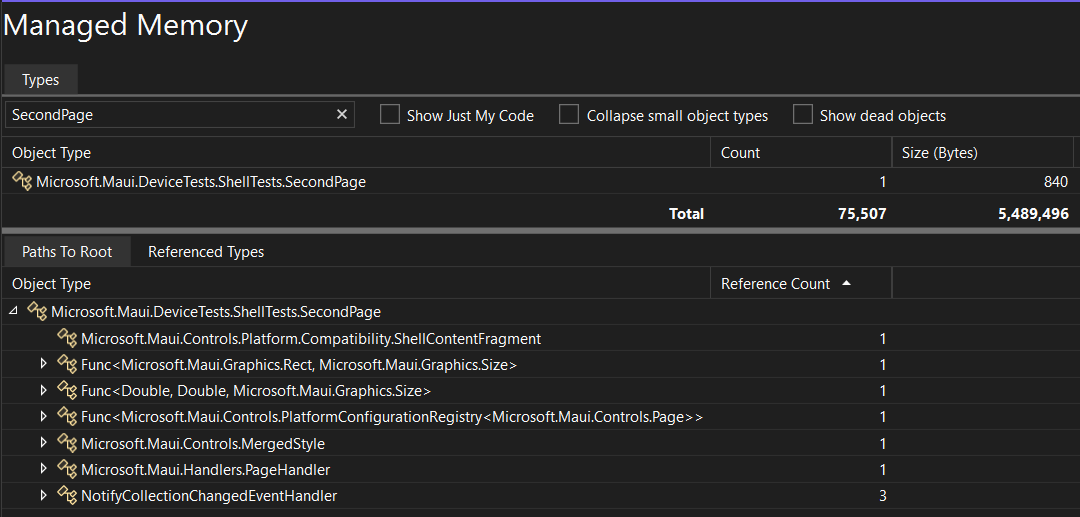 Managed Memory
Types
SecondPage ✕ Show Just My Code Collapse small object types Show dead objects
Object Type Count Size (Bytes)
Microsoft.Maui.DeviceTests.ShellTests.SecondPage 1 840
Total 75,507 5,489,496
Paths To Root Referenced Types
Object Type Reference Count
Microsoft.Maui.DeviceTests.ShellTests.SecondPage
Microsoft.Maui.Controls.Platform.Compatibility.ShellContentFragment 1
Func<Microsoft.Maui.Graphics.Rect, Microsoft.Maui.Graphics.Size> 1
Func<Double, Double, Microsoft.Maui.Graphics.Size> 1
Func<Microsoft.Maui.Controls.PlatformConfigurationRegistry<Microsoft.Maui.Controls.Page>> 1
Microsoft.Maui.Controls.MergedStyle 1
Microsoft.Maui.Handlers.PageHandler 1
NotifyCollectionChangedEventHandler 3